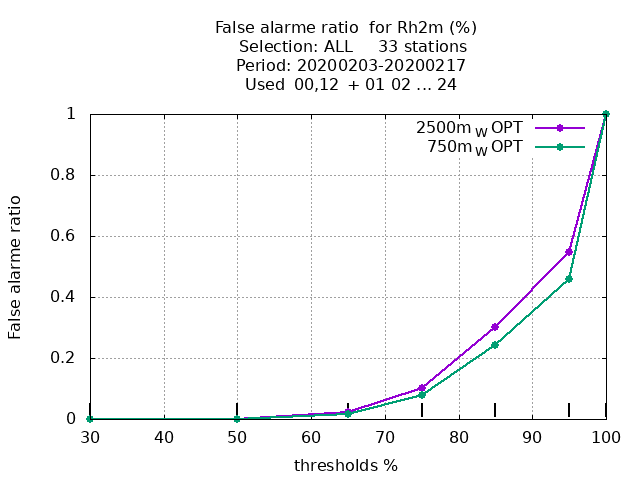 False alarme ratio  for Rh2m (%)
Selection: ALL     33 stations
Period: 20200203-20200217
Used  00,12  + 01 02 ... 24
2500m W OPT
750m W OPT
1
0.8
0.6
0.4
0.2
0
False alarme ratio
30 40 50 60 70 80 90 100
thresholds %